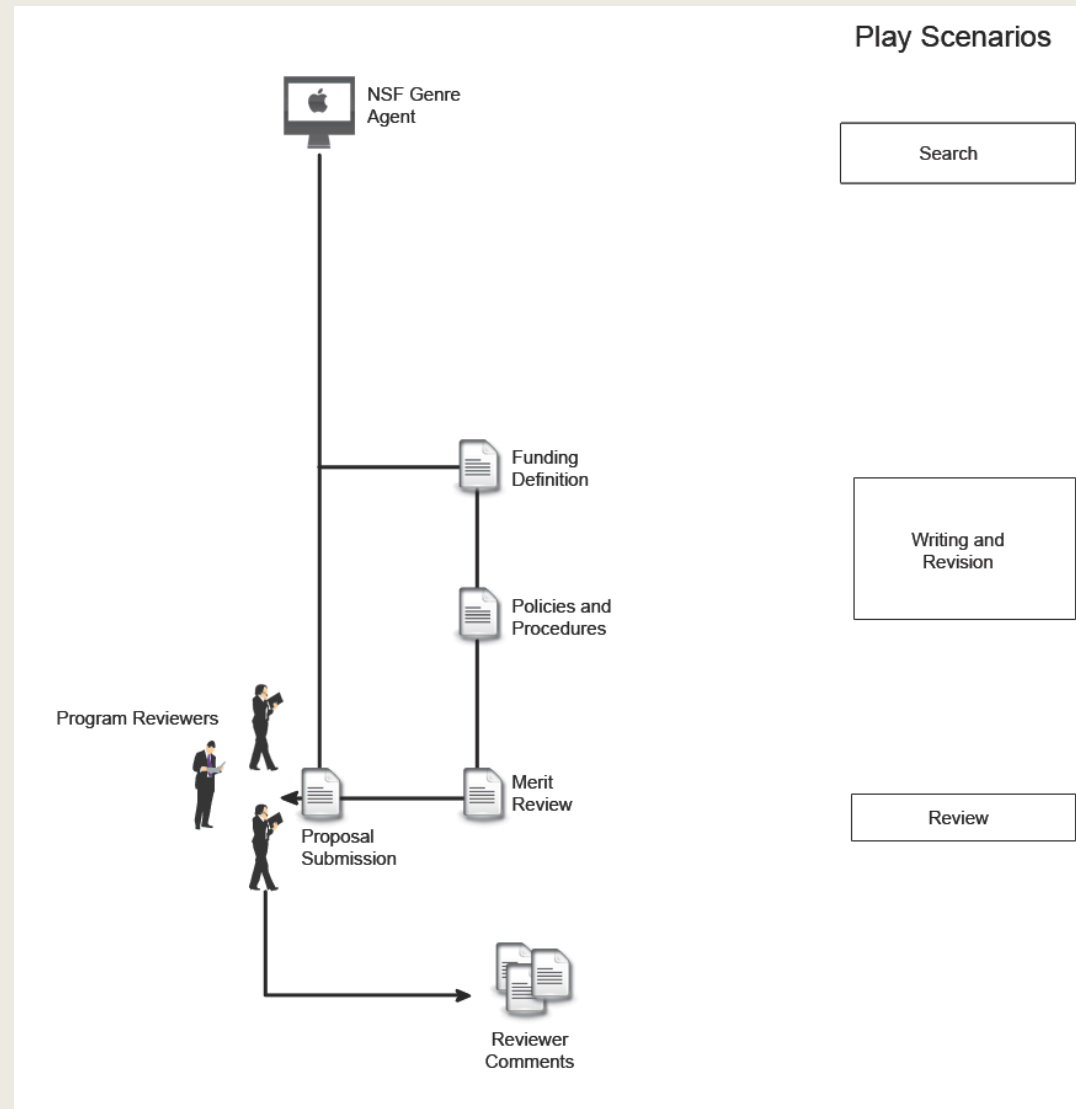 Play Scenarios
NSF Genre
Agent
Search
Funding
Definition
Writing and
Revision
Policies and
Procedures
Program Reviewers
Merit
Review
Review
Proposal
Submission
Reviewer
Comments